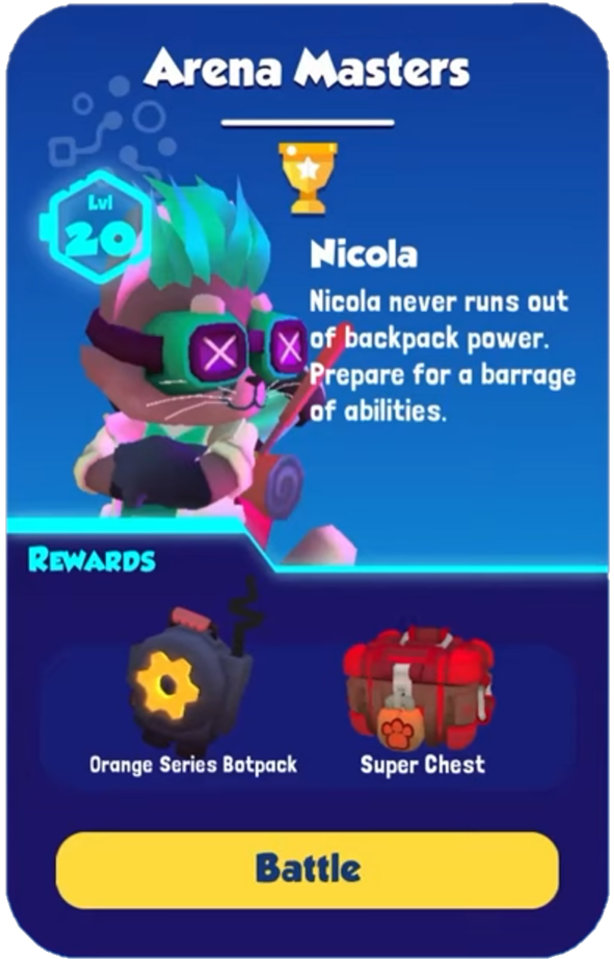 Arena Masters
Lvl
20
Nicola
Nicola never runs out
of backpack power.
Prepare for a barrage
of abilities.
Rewards
Orange Series Botpack
Super Chest
Battle